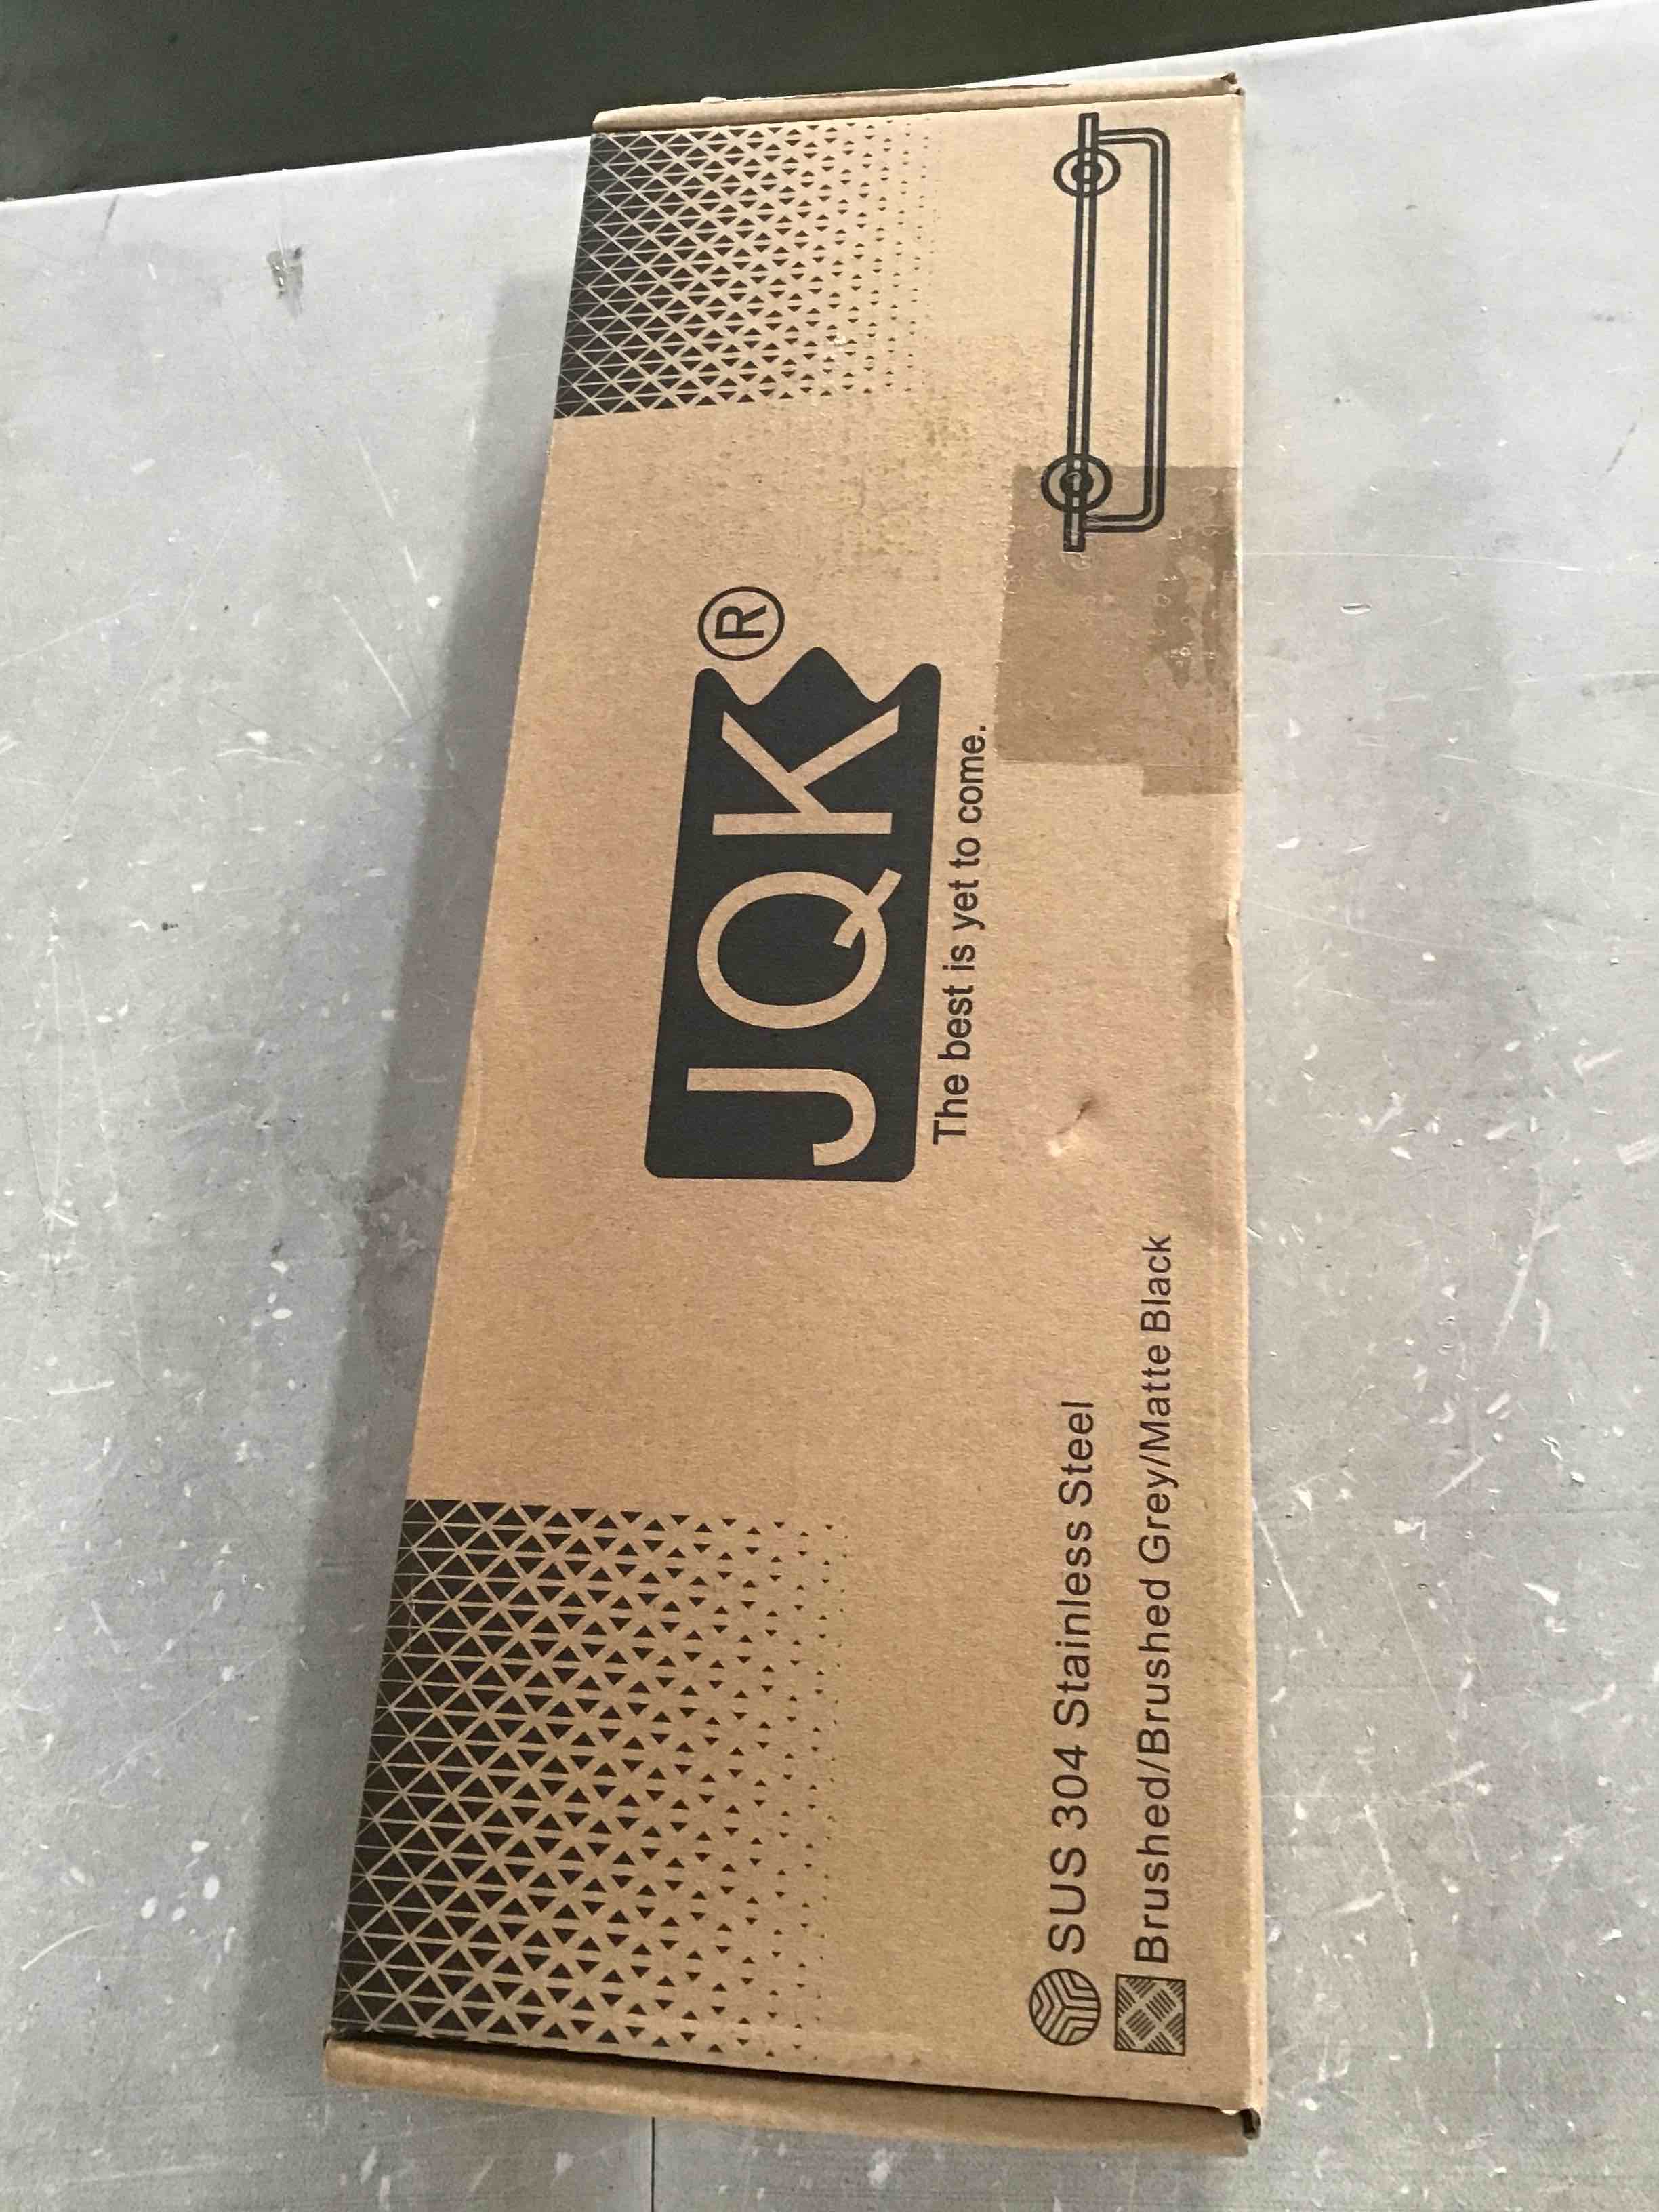 JQK®
The best is yet to come.
SUS 304 Stainless Steel
Brushed/Brushed Grey/Matte Black